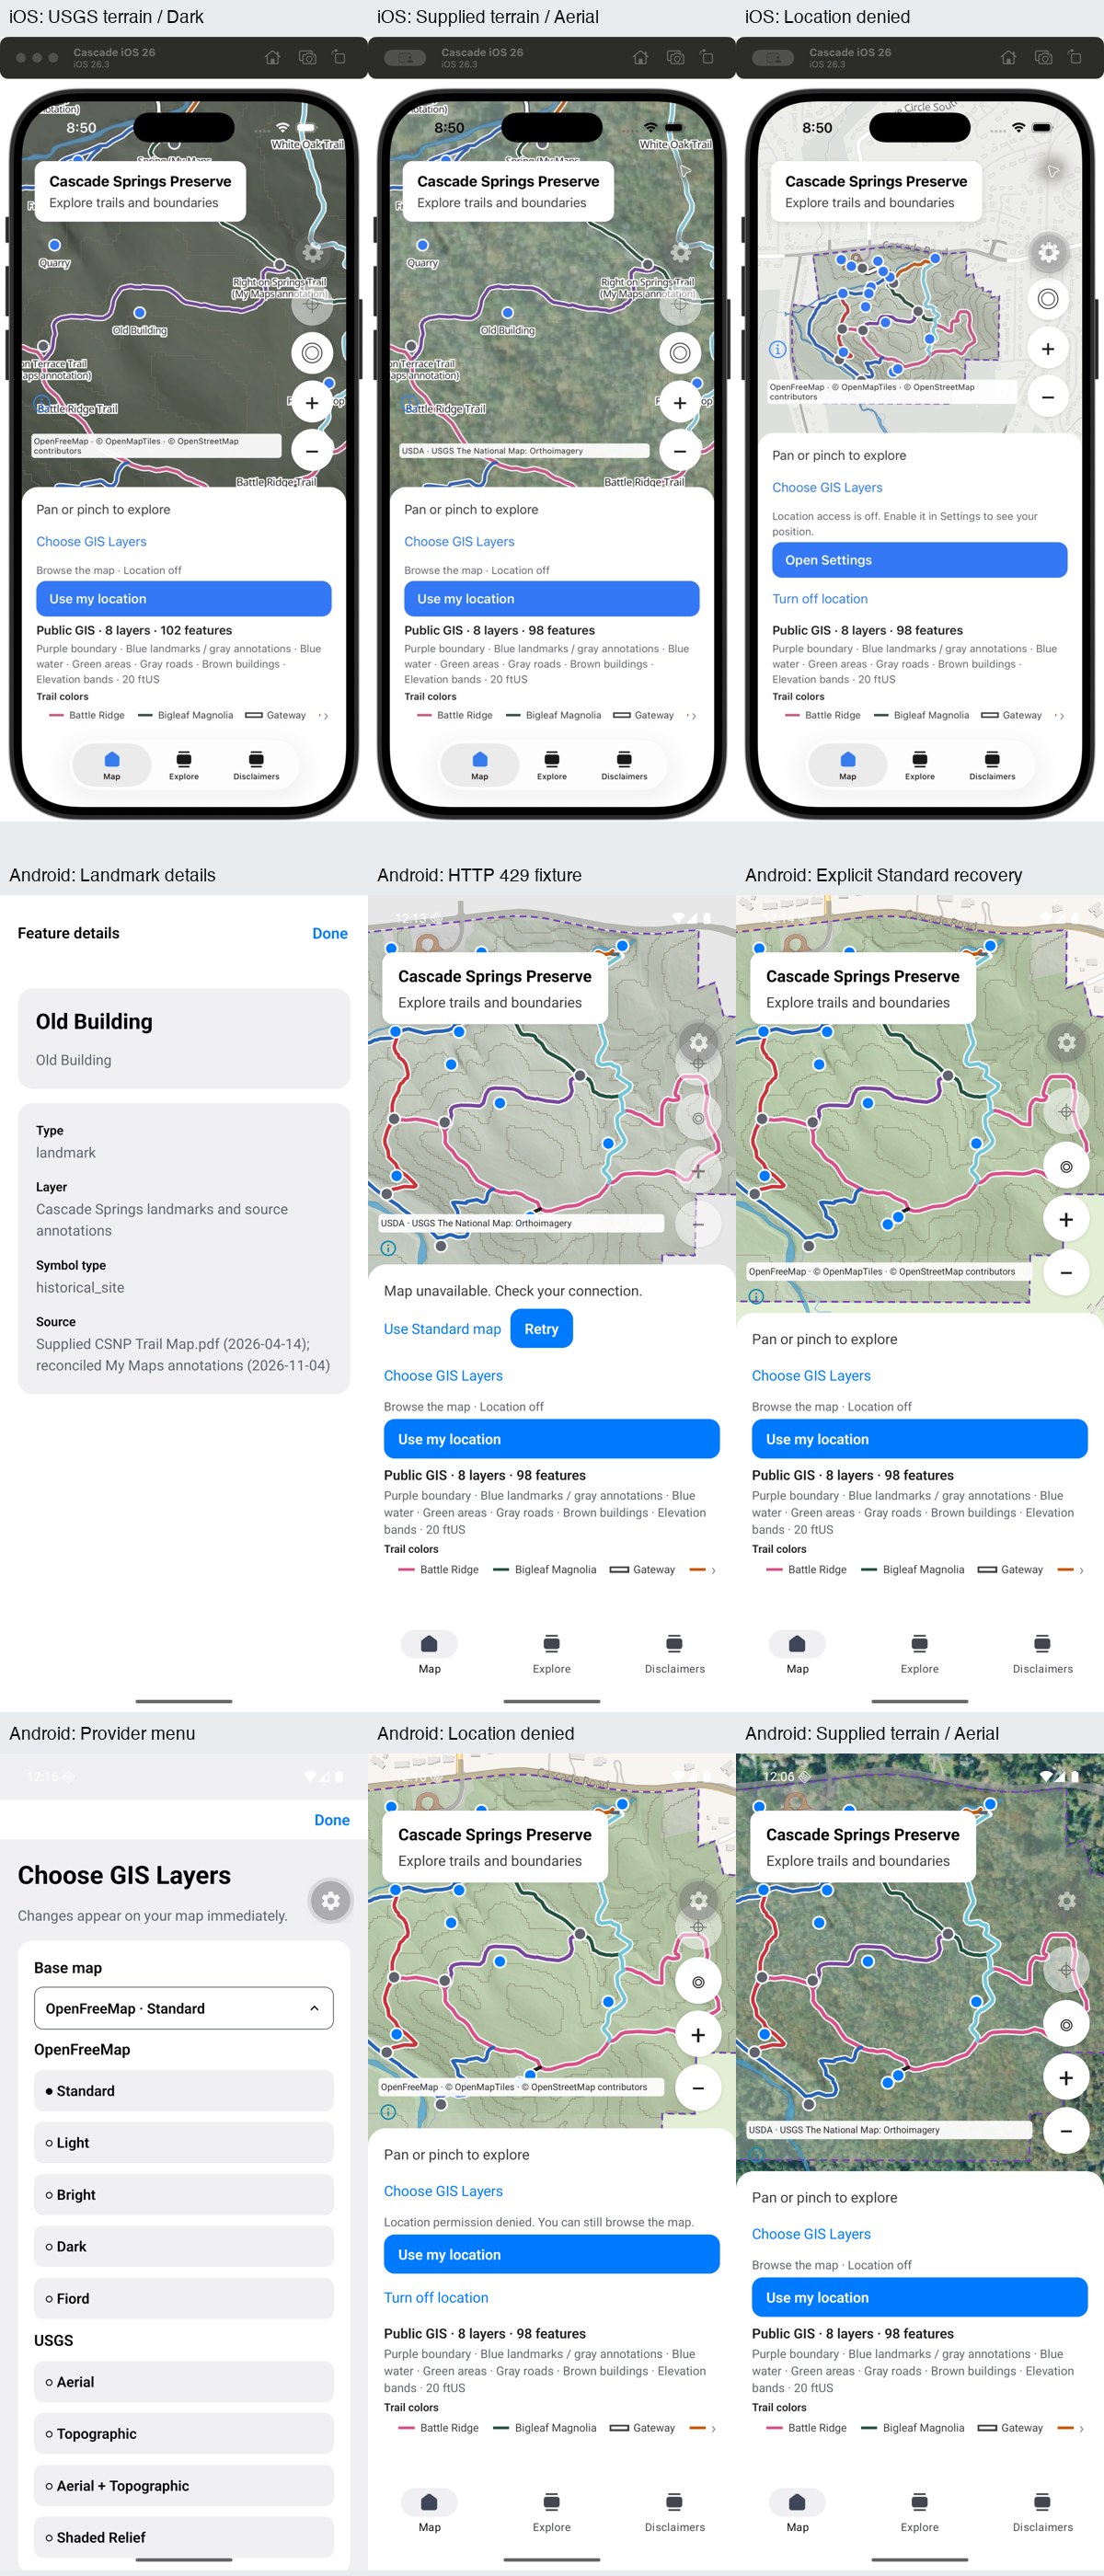 iOS: USGS terrain / Dark
Cascade iOS 26
iOS 26.3
8:50
White Oak Trail
Cascade Springs Preserve
Explore trails and boundaries
Quarry
Right on Springs Trail
(My Maps annotation)
Old Building
on Terrace Trail
aps annotation)
Battle Ridge Trail
OpenFreeMap · © OpenMapTiles · © OpenStreetMap
contributors
Battle Ridge Trail
Pan or pinch to explore
Choose GIS Layers
Browse the map · Location off
Use my location
Public GIS · 8 layers · 102 features
Purple boundary · Blue landmarks / gray annotations · Blue
water · Green areas · Gray roads · Brown buildings ·
Elevation bands · 20 ftUS
Trail colors
Battle Ridge Bigleaf Magnolia Gateway
Map Explore Disclaimers
iOS: Supplied terrain / Aerial
Cascade iOS 26
iOS 26.3
8:50
White Oak Trail
Cascade Springs Preserve
Explore trails and boundaries
Quarry
Right on Springs Trail
(My Maps annotation)
Old Building
on Terrace Trail
aps annotation)
Battle Ridge Trail
USDA · USGS The National Map: Orthoimagery
Battle Ridge Trail
Pan or pinch to explore
Choose GIS Layers
Browse the map · Location off
Use my location
Public GIS · 8 layers · 98 features
Purple boundary · Blue landmarks / gray annotations · Blue
water · Green areas · Gray roads · Brown buildings ·
Elevation bands · 20 ftUS
Trail colors
Battle Ridge Bigleaf Magnolia Gateway
Map Explore Disclaimers
iOS: Location denied
Cascade iOS 26
iOS 26.3
Circle South
8:50
Cascade Springs Preserve
Explore trails and boundaries
Cascade Road
OpenFreeMap · © OpenMapTiles · © OpenStreetMap
contributors
Pan or pinch to explore
Choose GIS Layers
Location access is off. Enable it in Settings to see your
position.
Open Settings
Turn off location
Public GIS · 8 layers · 98 features
Purple boundary · Blue landmarks / gray annotations · Blue
water · Green areas · Gray roads · Brown buildings ·
Elevation bands · 20 ftUS
Trail colors
Battle Ridge Bigleaf Magnolia Gateway
Map Explore Disclaimers
Android: Landmark details
Feature details Done
Old Building
Old Building
Type
landmark
Layer
Cascade Springs landmarks and source
annotations
Symbol type
historical_site
Source
Supplied CSNP Trail Map.pdf (2026-04-14);
reconciled My Maps annotations (2026-11-04)
Android: HTTP 429 fixture
12:13
Cascade Springs Preserve
Explore trails and boundaries
USDA · USGS The National Map: Orthoimagery
Map unavailable. Check your connection.
Use Standard map Retry
Choose GIS Layers
Browse the map · Location off
Use my location
Public GIS · 8 layers · 98 features
Purple boundary · Blue landmarks / gray annotations · Blue
water · Green areas · Gray roads · Brown buildings · Elevation
bands · 20 ftUS
Trail colors
Battle Ridge Bigleaf Magnolia Gateway
Map Explore Disclaimers
Android: Explicit Standard recovery
Cascade Road
Cascade Springs Preserve
Explore trails and boundaries
OpenFreeMap · © OpenMapTiles · © OpenStreetMap contributors
Pan or pinch to explore
Choose GIS Layers
Browse the map · Location off
Use my location
Public GIS · 8 layers · 98 features
Purple boundary · Blue landmarks / gray annotations · Blue
water · Green areas · Gray roads · Brown buildings · Elevation
bands · 20 ftUS
Trail colors
Battle Ridge Bigleaf Magnolia Gateway
Map Explore Disclaimers
Android: Provider menu
12:16
Done
Choose GIS Layers
Changes appear on your map immediately.
Base map
OpenFreeMap · Standard
OpenFreeMap
Standard
Light
Bright
Dark
Fiord
USGS
Aerial
Topographic
Aerial + Topographic
Shaded Relief
Android: Location denied
Cascade Road
Cascade Springs Preserve
Explore trails and boundaries
OpenFreeMap · © OpenMapTiles · © OpenStreetMap contributors
Pan or pinch to explore
Choose GIS Layers
Location permission denied. You can still browse the map.
Use my location
Turn off location
Public GIS · 8 layers · 98 features
Purple boundary · Blue landmarks / gray annotations · Blue
water · Green areas · Gray roads · Brown buildings · Elevation
bands · 20 ftUS
Trail colors
Battle Ridge Bigleaf Magnolia Gateway
Map Explore Disclaimers
Android: Supplied terrain / Aerial
12:06
Cascade Springs Preserve
Explore trails and boundaries
USDA · USGS The National Map: Orthoimagery
Pan or pinch to explore
Choose GIS Layers
Browse the map · Location off
Use my location
Public GIS · 8 layers · 98 features
Purple boundary · Blue landmarks / gray annotations · Blue
water · Green areas · Gray roads · Brown buildings · Elevation
bands · 20 ftUS
Trail colors
Battle Ridge Bigleaf Magnolia Gateway
Map Explore Disclaimers